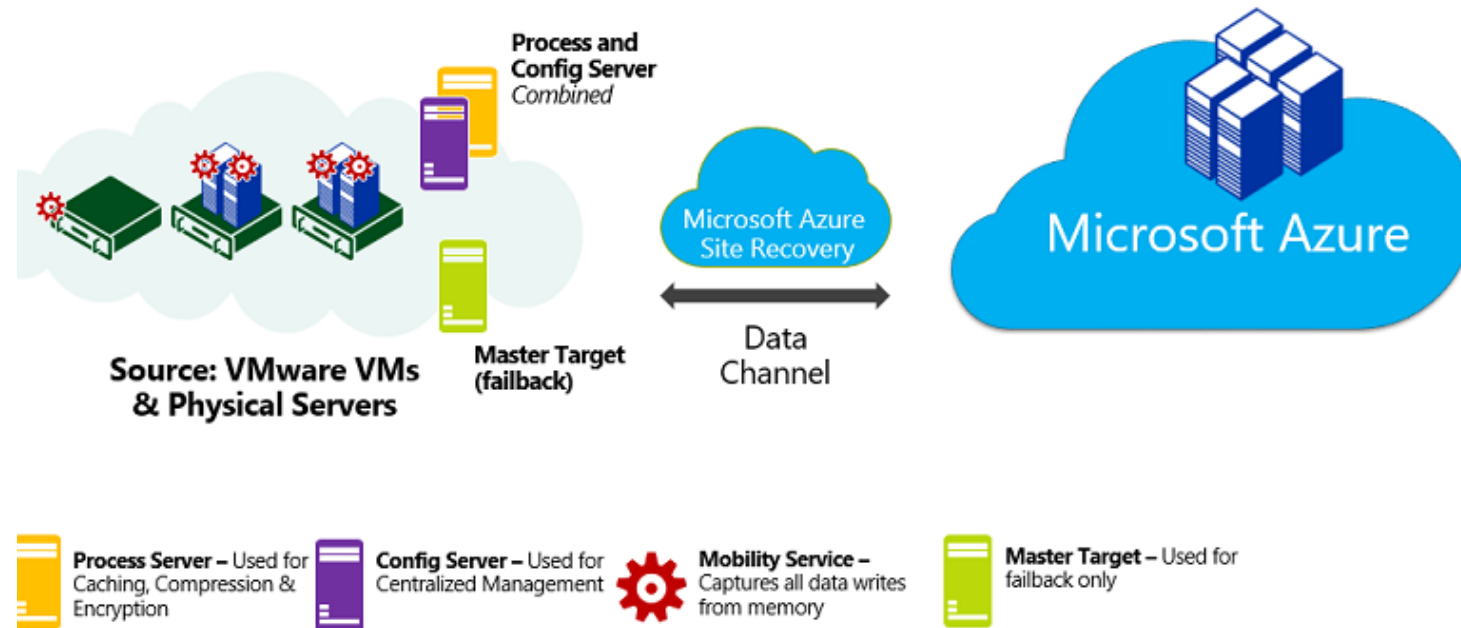 Process and
Config Server
Combined
Microsoft Azure
Site Recovery
Microsoft Azure
Data
Channel
Master Target
(failback)
Source: VMware VMs
& Physical Servers
Process Server – Used for
Caching, Compression &
Encryption
Config Server – Used for
Centralized Management
Mobility Service –
Captures all data writes
from memory
Master Target – Used for
failback only